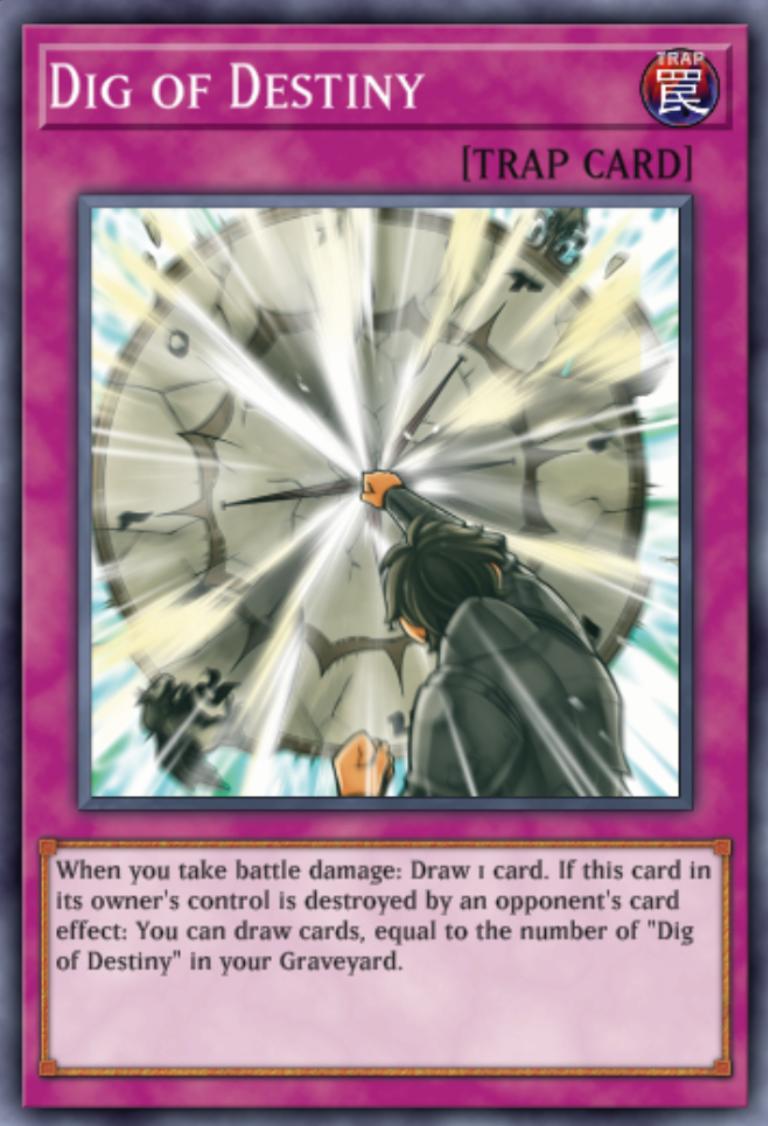 Dig of Destiny
TRAP
罠
[TRAP CARD]
When you take battle damage: Draw 1 card. If this card in
its owner's control is destroyed by an opponent's card
effect: You can draw cards, equal to the number of "Dig
of Destiny" in your Graveyard.